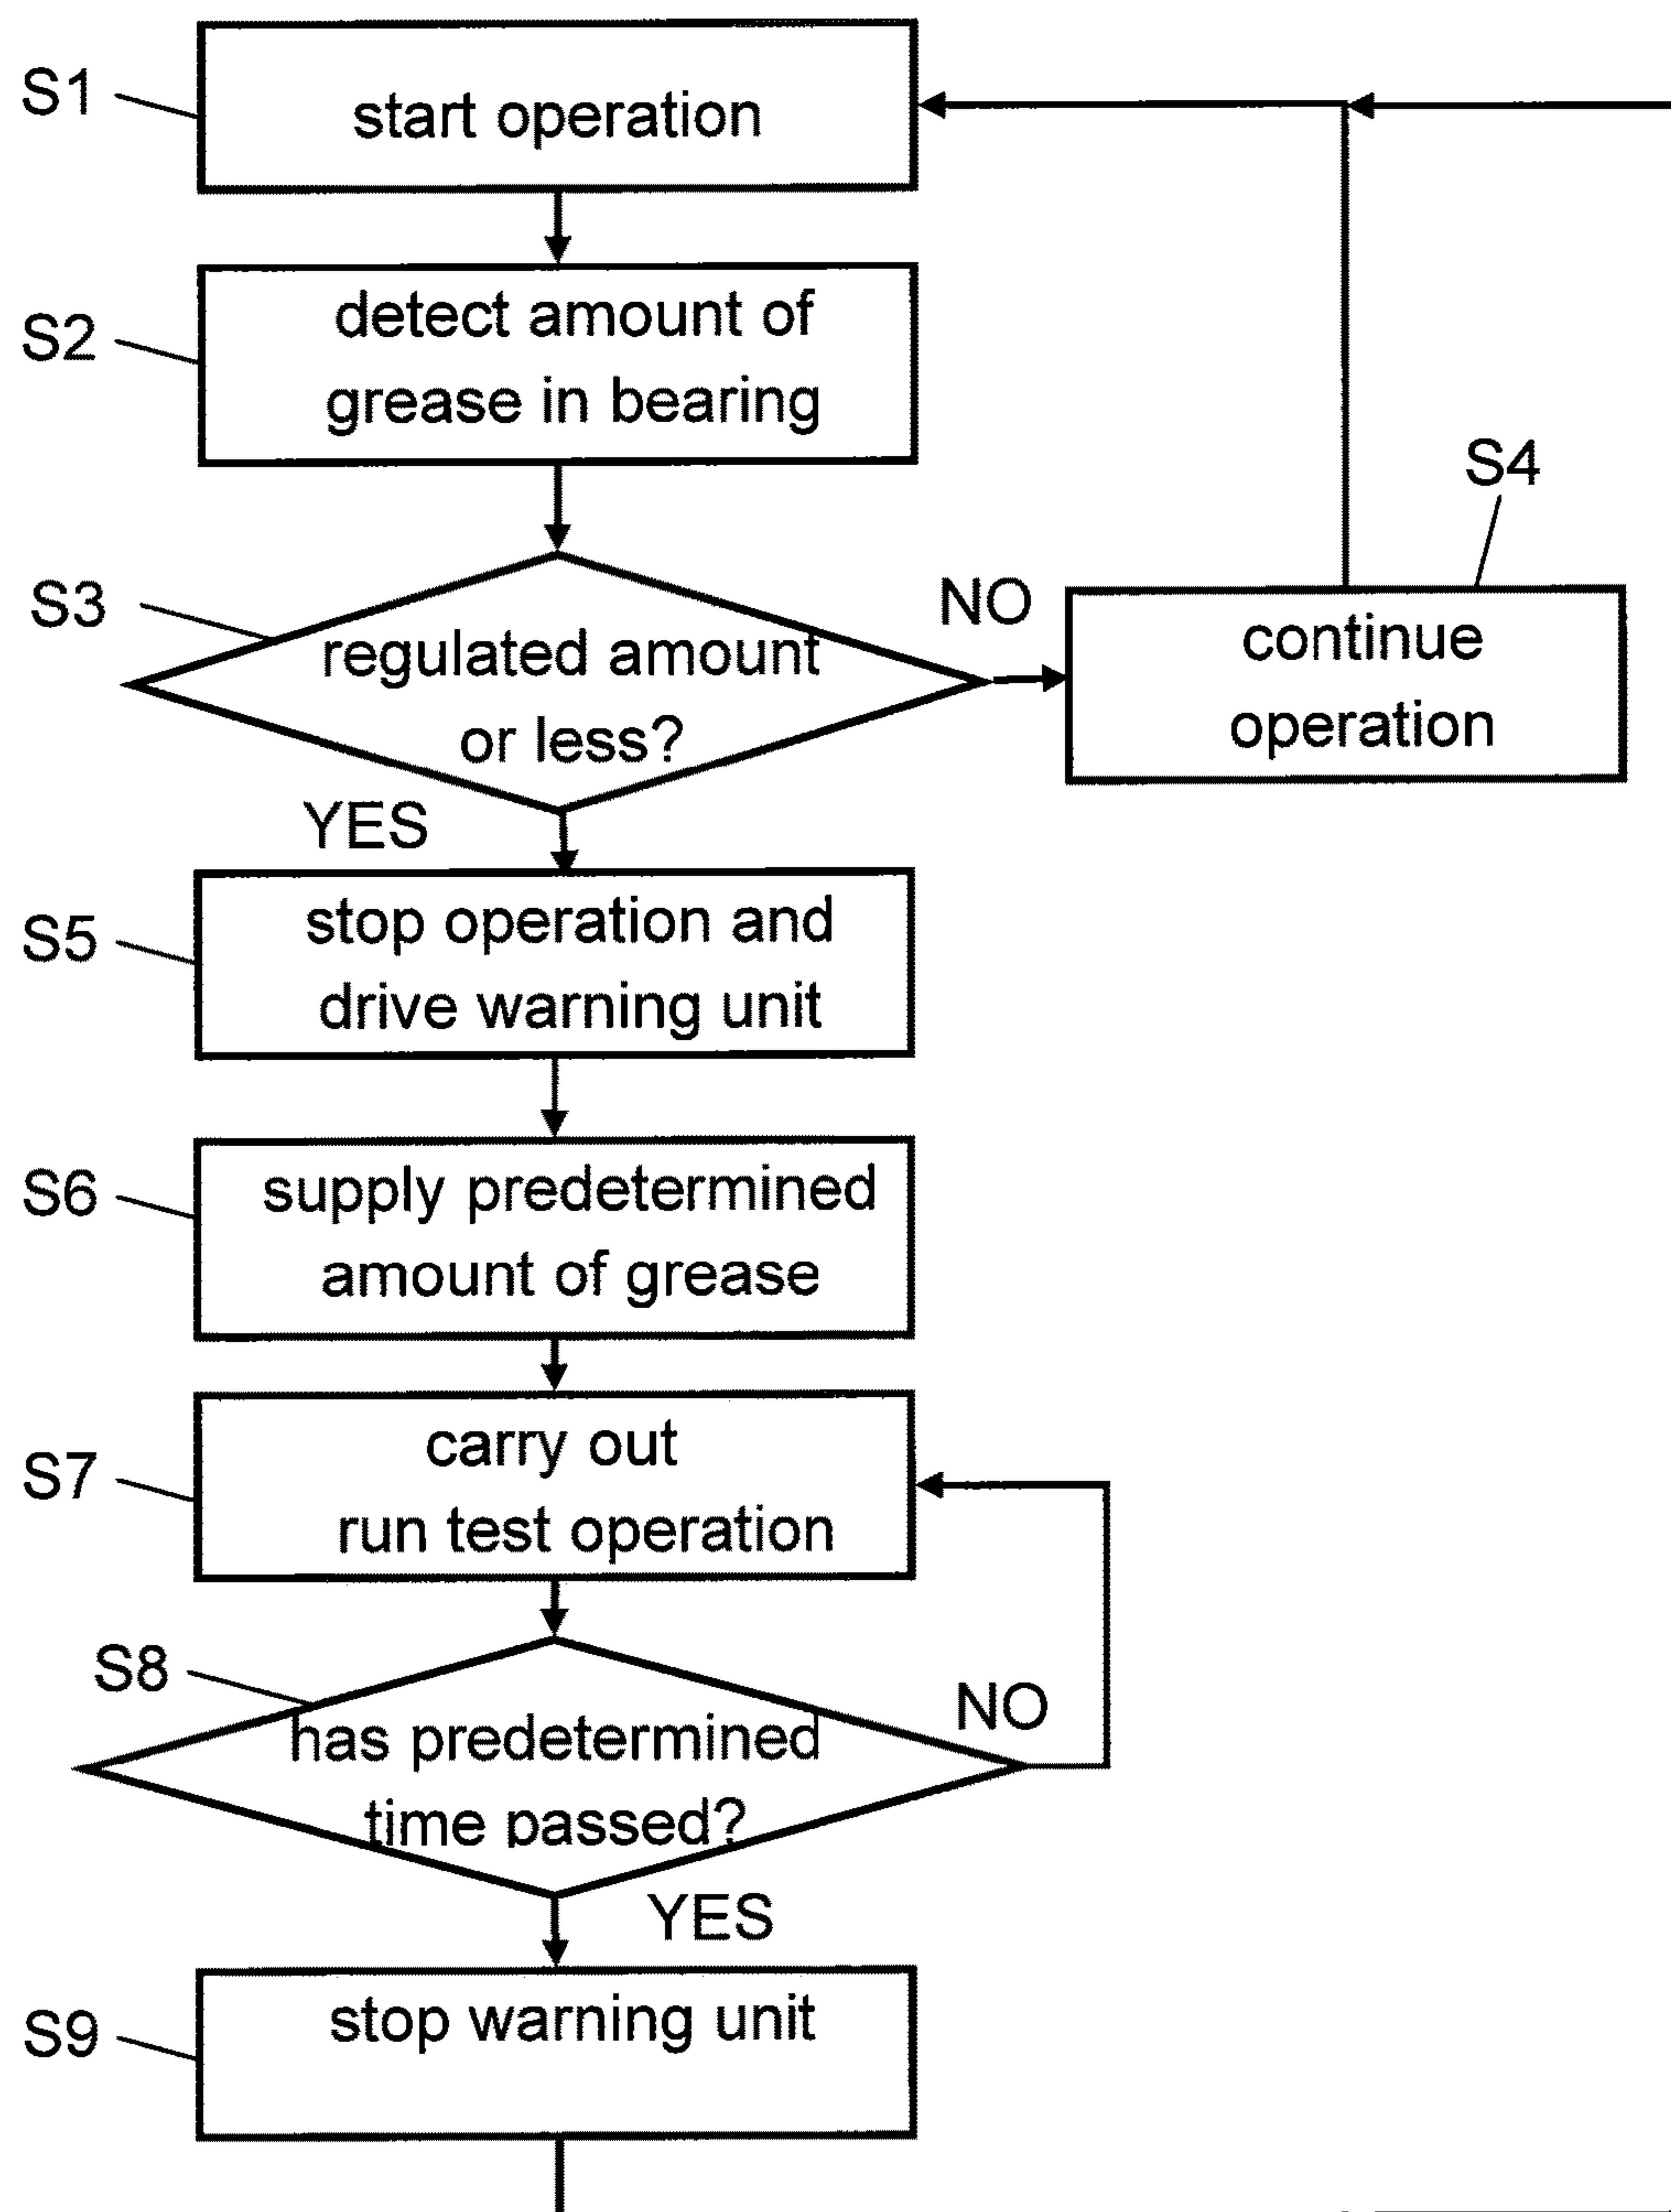 S1
start operation
S2
detect amount of
grease in bearing
S3
regulated amount
or less?
NO
S4
continue
operation
YES
S5
stop operation and
drive warning unit
S6
supply predetermined
amount of grease
S7
carry out
run test operation
S8
has predetermined
time passed?
NO
YES
S9
stop warning unit